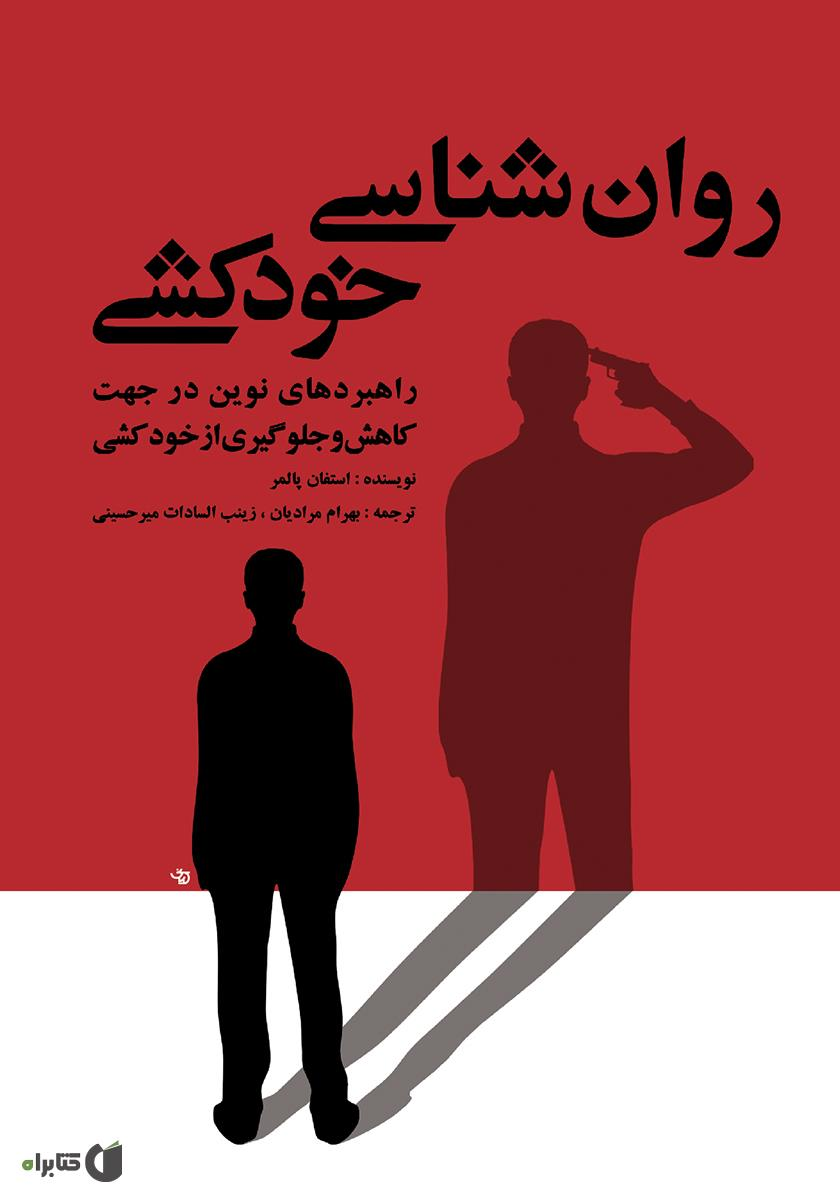 روان‌شناسی
خودکشی
راهبردهای نوین در جهت
کاهش و جلوگیری از خودکشی
نویسنده : استفان پالمر
ترجمه : بهرام مرادیان ، زینب السادات میرحسینی
کتابراه